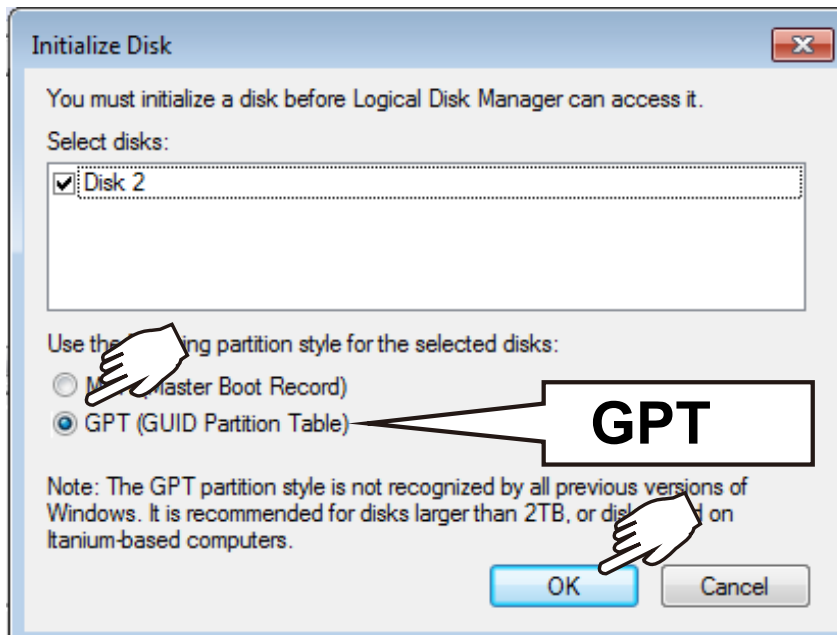 Initialize Disk
You must initialize a disk before Logical Disk Manager can access it.
Select disks:
Disk 2
Use the ing partition style for the selected disks:
(Master Boot Record)
GPT (GUID Partition Table)
GPT
Note: The GPT partition style is not recognized by all previous versions of
Windows. It is recommended for disks larger than 2TB, or on
Itanium-based computers.
OK
Cancel